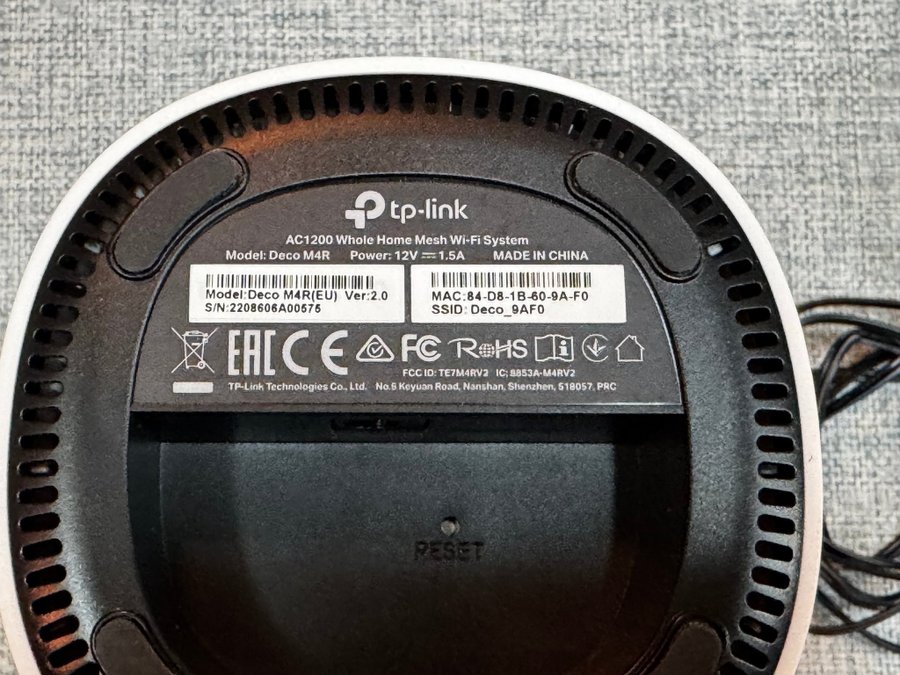 tp-link
AC1200 Whole Home Mesh Wi-Fi System
Model: Deco M4R Power: 12V⎓1.5A MADE IN CHINA
Model:Deco M4R(EU) Ver:2.0
S/N:2208606A00575
MAC:84-D8-1B-60-9A-F0
SSID: Deco_9AF0
EAC CE FC RoHS
FCC ID: TE7M4RV2 IC: 8853A-M4RV2
TP-Link Technologies Co., Ltd. No.5 Keyuan Road, Nanshan, Shenzhen, 518057, PRC
RESET